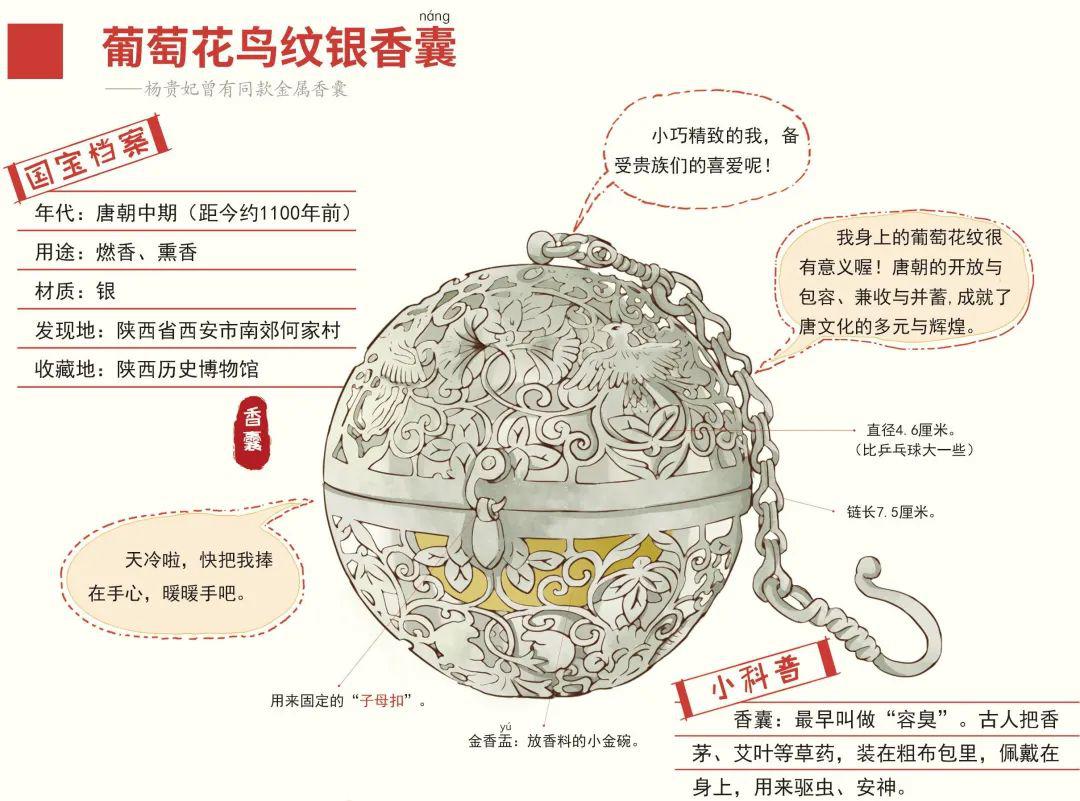 náng
葡萄花鸟纹银香囊
——杨贵妃曾有同款金属香囊
国宝档案
年代：唐朝中期（距今约1100年前）
用途：燃香、熏香
材质：银
发现地：陕西省西安市南郊何家村
收藏地：陕西历史博物馆
香囊
小巧精致的我，备
受贵族们的喜爱呢！
我身上的葡萄花纹很
有意义喔！唐朝的开放与
包容、兼收与并蓄,成就了
唐文化的多元与辉煌。
直径4.6厘米。
（比乒乓球大一些）
链长7.5厘米。
天冷啦，快把我捧
在手心，暖暖手吧。
用来固定的“子母扣”。
yú
金香盂：放香料的小金碗。
小科普
香囊：最早叫做“容臭”。古人把香
茅、艾叶等草药，装在粗布包里，佩戴在
身上，用来驱虫、安神。